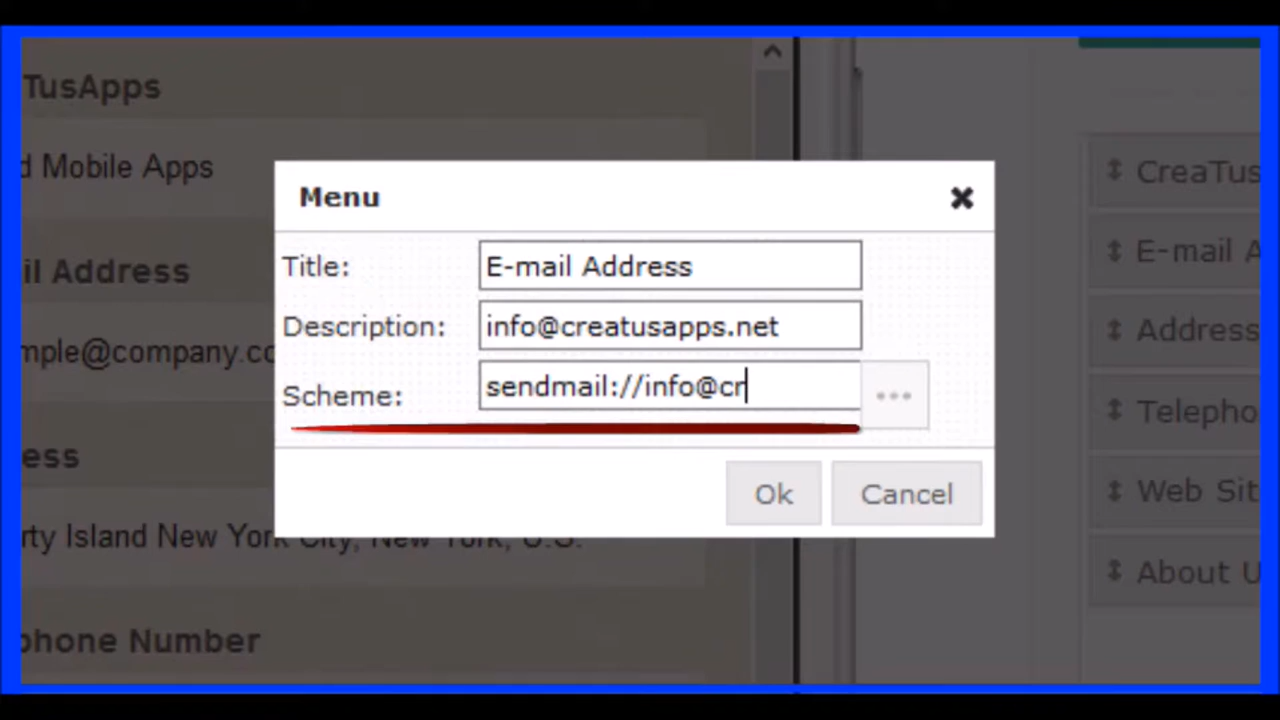 TusApps
d Mobile Apps
il Address
mple@company.co
ess
rty Island New York City, New York, U.S.
phone Number
Menu
Title:
E-mail Address
Description:
info@creatusapps.net
Scheme:
sendmail://info@cr
Ok
Cancel
CreaTus
E-mail A
Address
Telepho
Web Sit
About U